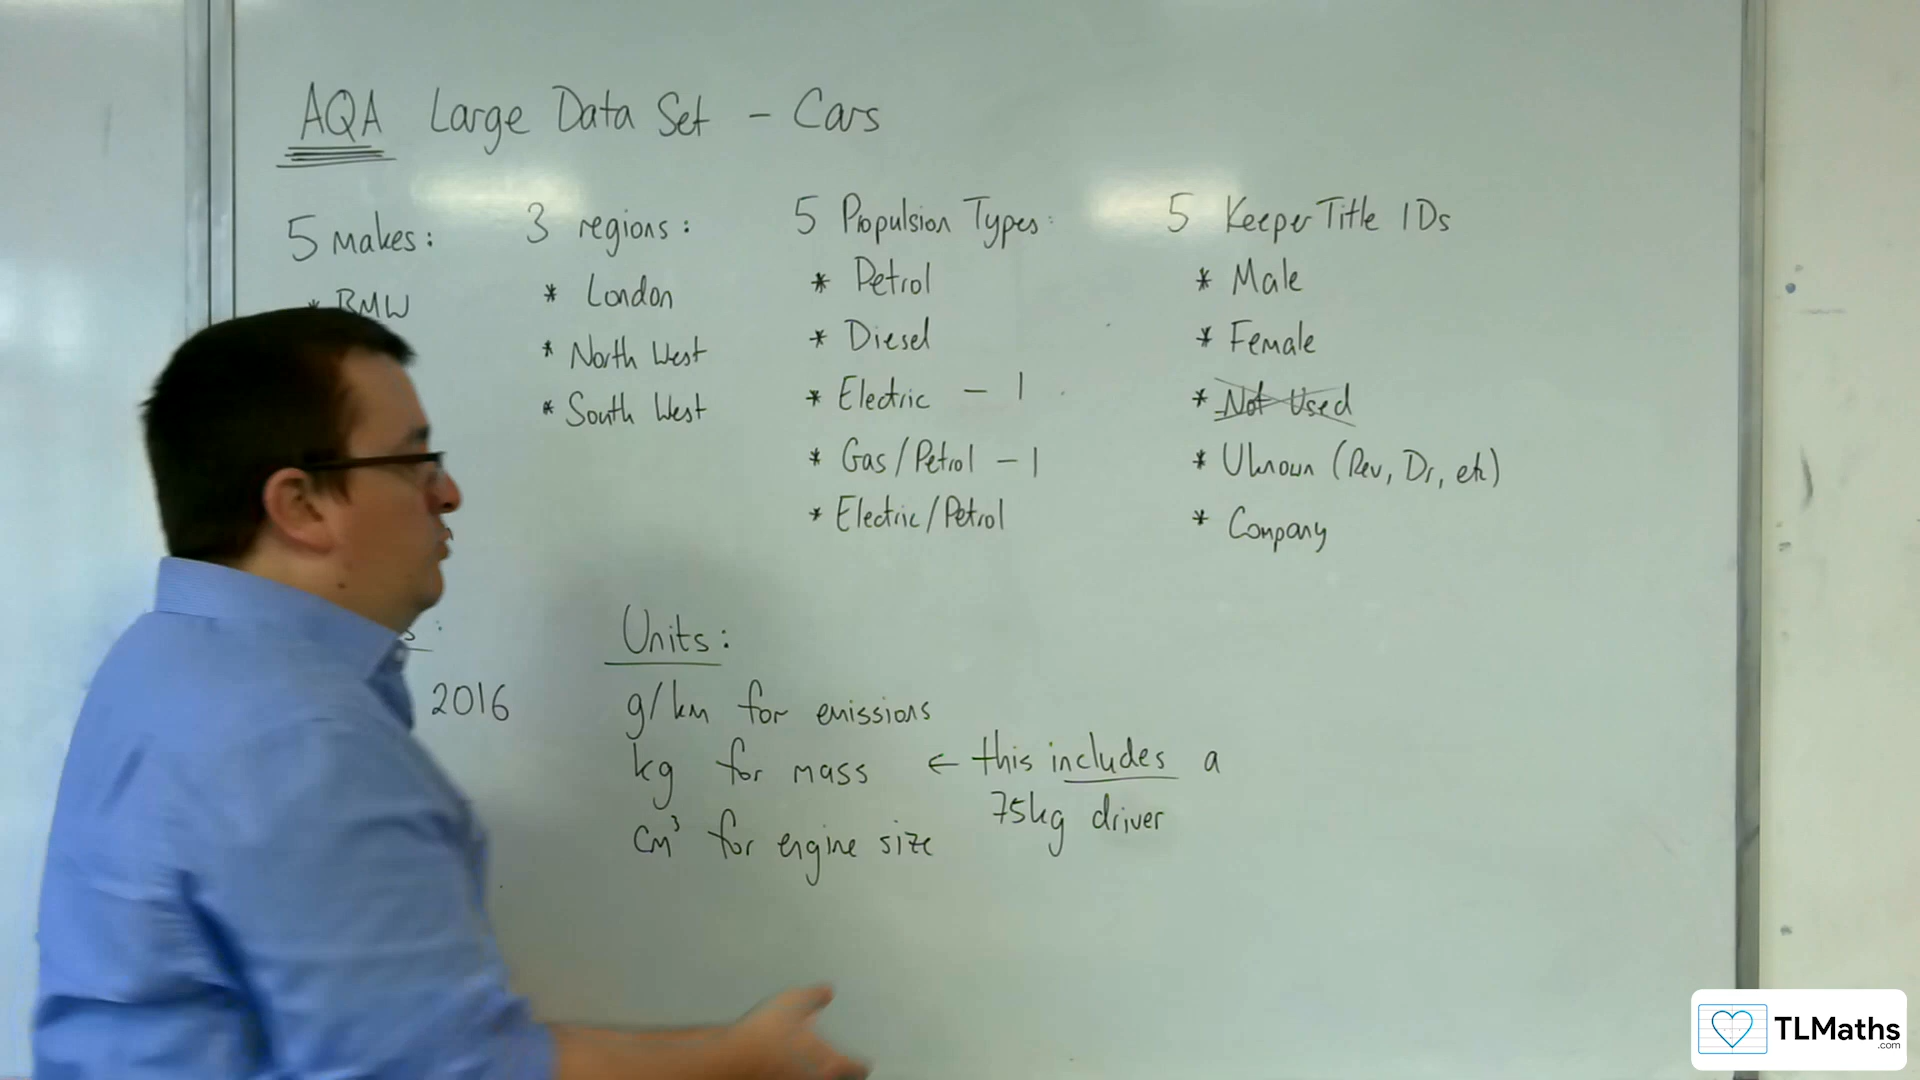 AQA Large Data Set - Cars
5 makes:
* BMW
3 regions:
* London
* North West
* South West
5 Propulsion Types:
* Petrol
* Diesel
* Electric - 1
* Gas/Petrol - 1
* Electric/Petrol
5 Keeper Title IDs
* Male
* Female
* Not Used
* Uknown (Rev, Dr, etc)
* Company
2016
Units:
g/km for emissions
kg for mass ← this includes a
75kg driver
cm³ for engine size
TLMaths
.com